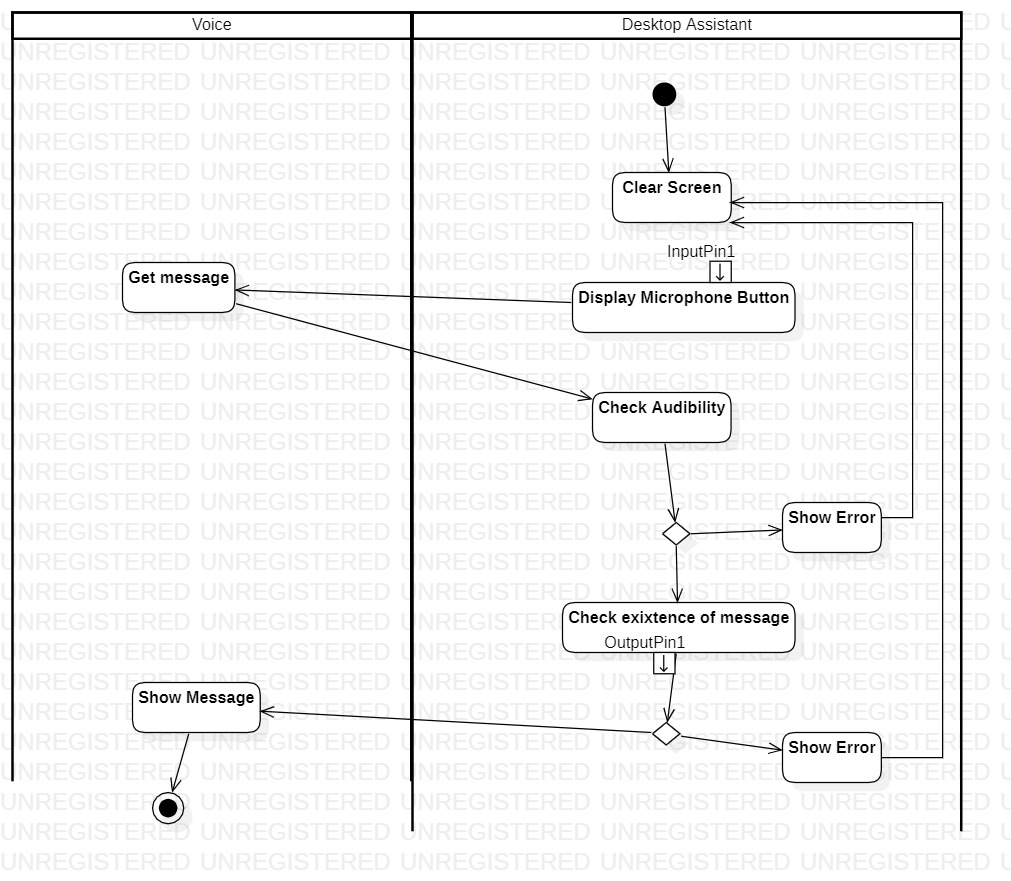 Voice
Desktop Assistant
Clear Screen
InputPin1
Get message
Display Microphone Button
Check Audibility
Show Error
Check exixtence of message
OutputPin1
Show Message
Show Error
UNREGISTERED